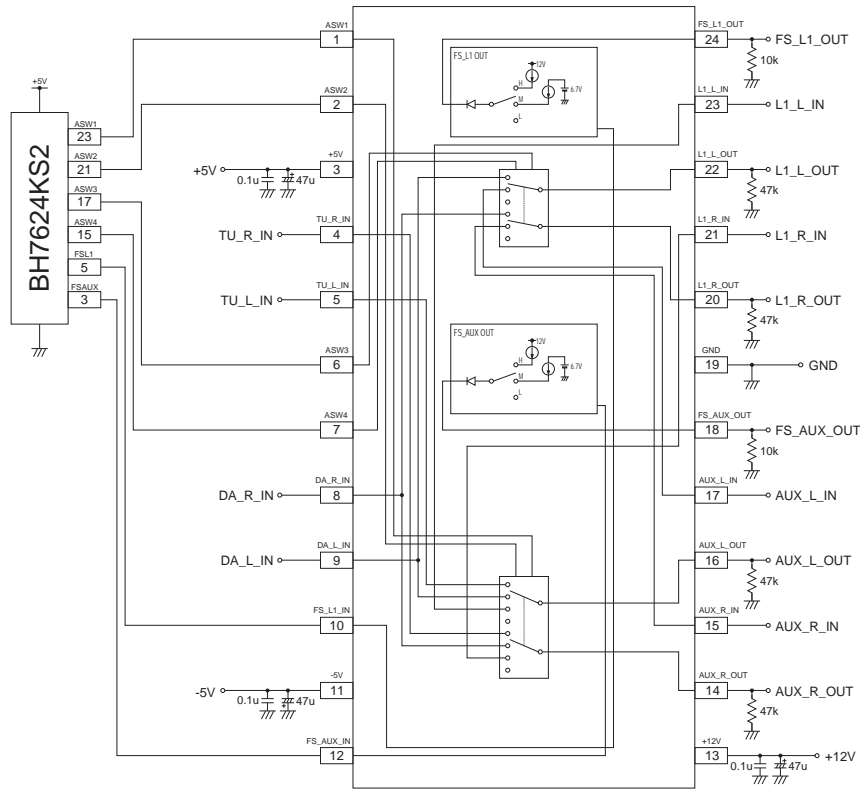 BH7624KS2
+5V
ASW1
23
ASW2
21
ASW3
17
ASW4
15
FSL1
5
FSAUX
3
ASW1
1
ASW2
2
+5V
+5V
3
0.1u
47u
TU_R_IN
TU_R_IN
4
TU_L_IN
TU_L_IN
5
ASW3
6
ASW4
7
DA_R_IN
DA_R_IN
8
DA_L_IN
DA_L_IN
9
FS_L1_IN
10
-5V
-5V
11
0.1u
47u
FS_AUX_IN
12
FS_L1 OUT
12V
H
M
L
6.7V
FS_AUX OUT
12V
H
M
L
6.7V
FS_L1_OUT
24
FS_L1_OUT
10k
L1_L_IN
23
L1_L_IN
L1_L_OUT
22
L1_L_OUT
47k
L1_R_IN
21
L1_R_IN
L1_R_OUT
20
L1_R_OUT
47k
GND
19
GND
FS_AUX_OUT
18
FS_AUX_OUT
10k
AUX_L_IN
17
AUX_L_IN
AUX_L_OUT
16
AUX_L_OUT
47k
AUX_R_IN
15
AUX_R_IN
AUX_R_OUT
14
AUX_R_OUT
47k
+12V
13
+12V
0.1u
47u